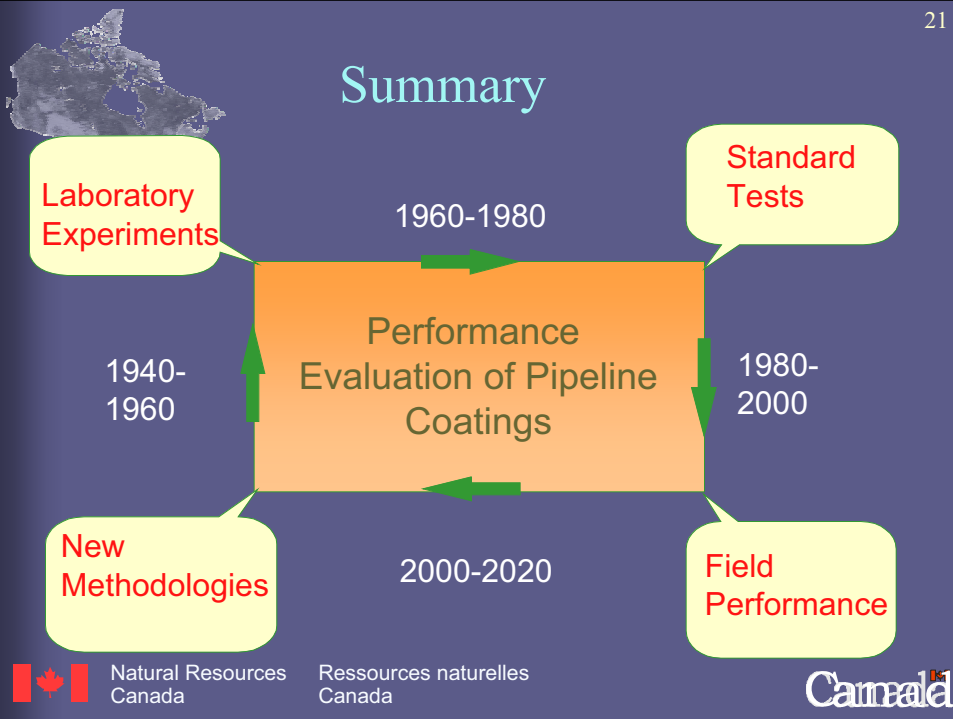 21
Summary
Laboratory
Experiments
Standard
Tests
1960-1980
Performance
Evaluation of Pipeline
Coatings
1940-
1960
1980-
2000
New
Methodologies
2000-2020
Field
Performance
Natural Resources
Canada
Ressources naturelles
Canada
Canada